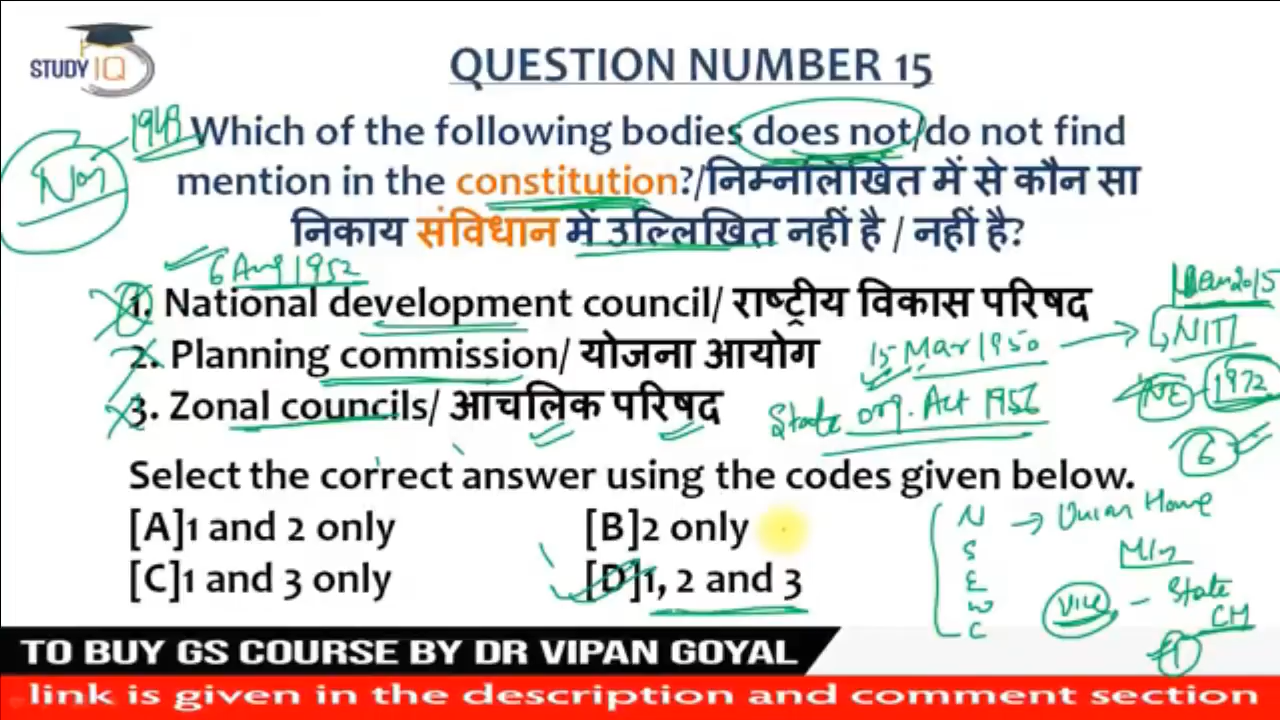 STUDY IQ
QUESTION NUMBER 15
1948
Which of the following bodies does not/do not find
mention in the constitution?/निम्नलिखित में से कौन सा
निकाय संविधान में उल्लिखित नहीं है / नहीं है?
6 Aug 1952
1. National development council/ राष्ट्रीय विकास परिषद
2. Planning commission/ योजना आयोग
15 Mar 1950
NITI
3. Zonal councils/ आंचलिक परिषद
State org. Act 1956
NE - 1972
6
Select the correct answer using the codes given below.
[A]1 and 2 only
[B]2 only
[C]1 and 3 only
[D]1, 2 and 3
N
S
E
W
C
Union Home
Min
Vice - State
CM
1
TO BUY GS COURSE BY DR VIPAN GOYAL
link is given in the description and comment section